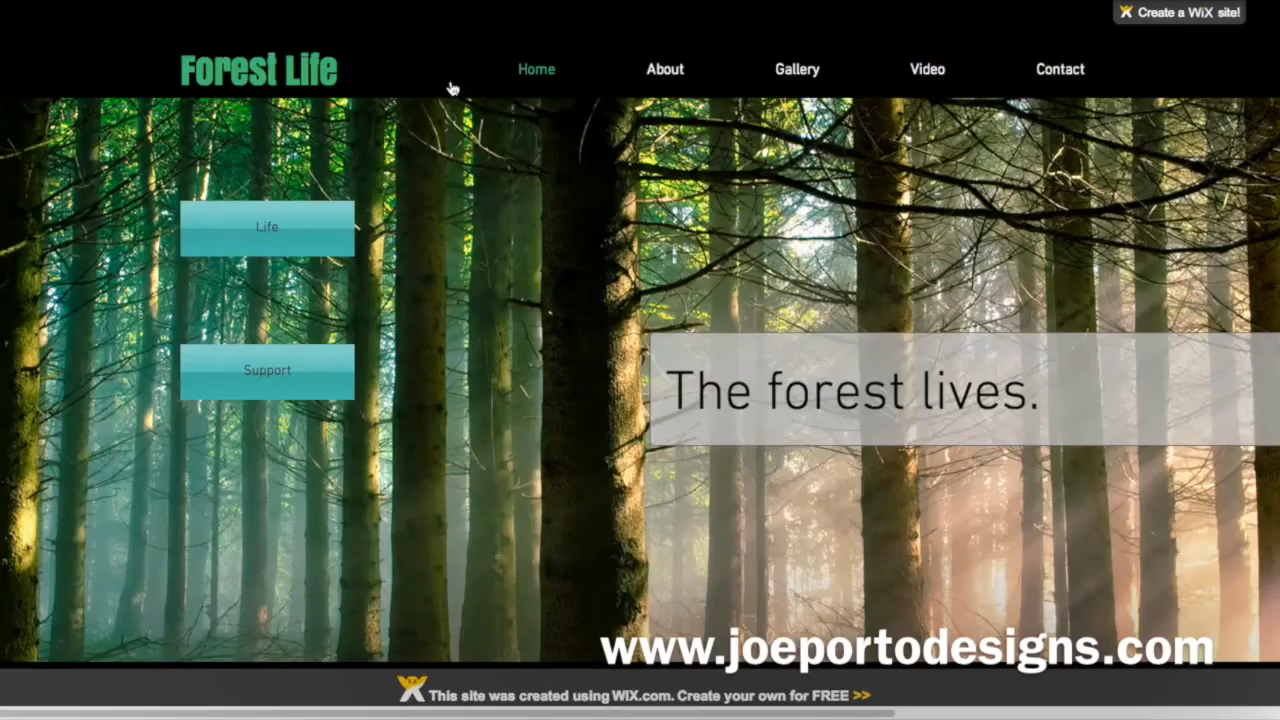 Create a WiX site!
Forest Life
Home
About
Gallery
Video
Contact
Life
Support
The forest lives.
www.joeportodesigns.com
This site was created using WIX.com. Create your own for FREE >>